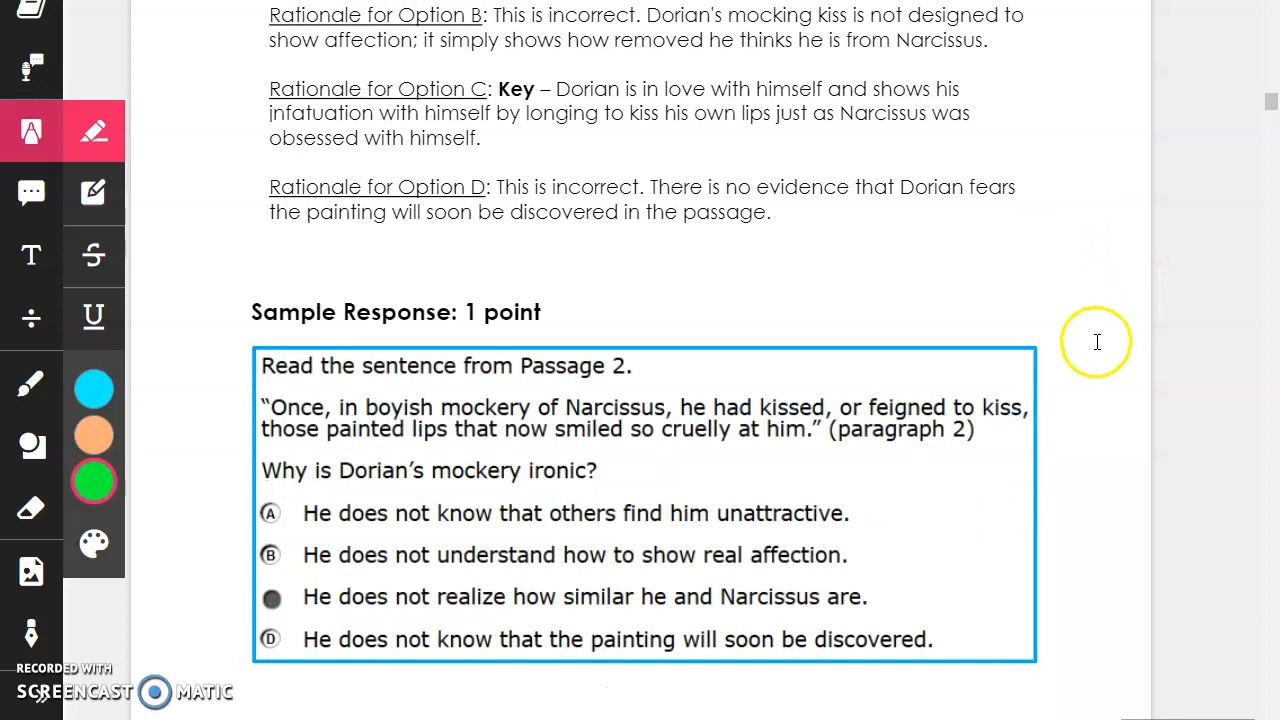 Rationale for Option B: This is incorrect. Dorian's mocking kiss is not designed to
show affection; it simply shows how removed he thinks he is from Narcissus.
Rationale for Option C: Key – Dorian is in love with himself and shows his
infatuation with himself by longing to kiss his own lips just as Narcissus was
obsessed with himself.
Rationale for Option D: This is incorrect. There is no evidence that Dorian fears
the painting will soon be discovered in the passage.
Sample Response: 1 point
Read the sentence from Passage 2.
“Once, in boyish mockery of Narcissus, he had kissed, or feigned to kiss,
those painted lips that now smiled so cruelly at him.” (paragraph 2)
Why is Dorian’s mockery ironic?
A He does not know that others find him unattractive.
B He does not understand how to show real affection.
He does not realize how similar he and Narcissus are.
D He does not know that the painting will soon be discovered.
RECORDED WITH
SCREENCAST MATIC